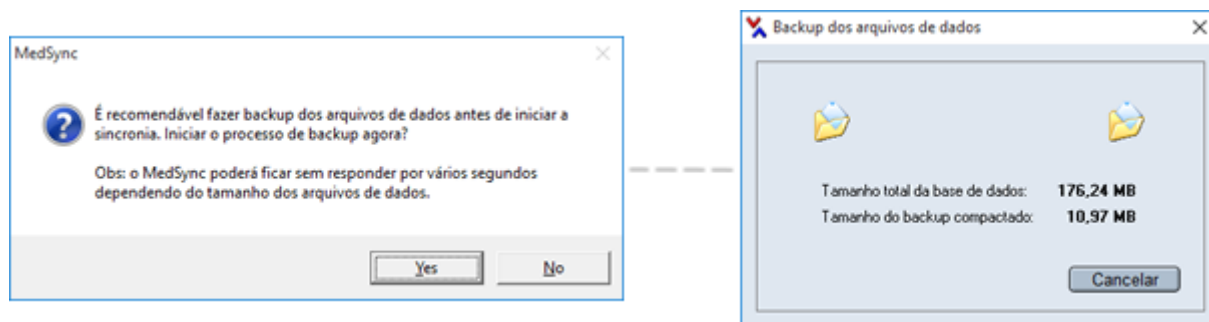 MedSync
É recomendável fazer backup dos arquivos de dados antes de iniciar a
sincronia. Iniciar o processo de backup agora?
Obs: o MedSync poderá ficar sem responder por vários segundos
dependendo do tamanho dos arquivos de dados.
Yes
No
Backup dos arquivos de dados
Tamanho total da base de dados: 176,24 MB
Tamanho do backup compactado: 10,97 MB
Cancelar